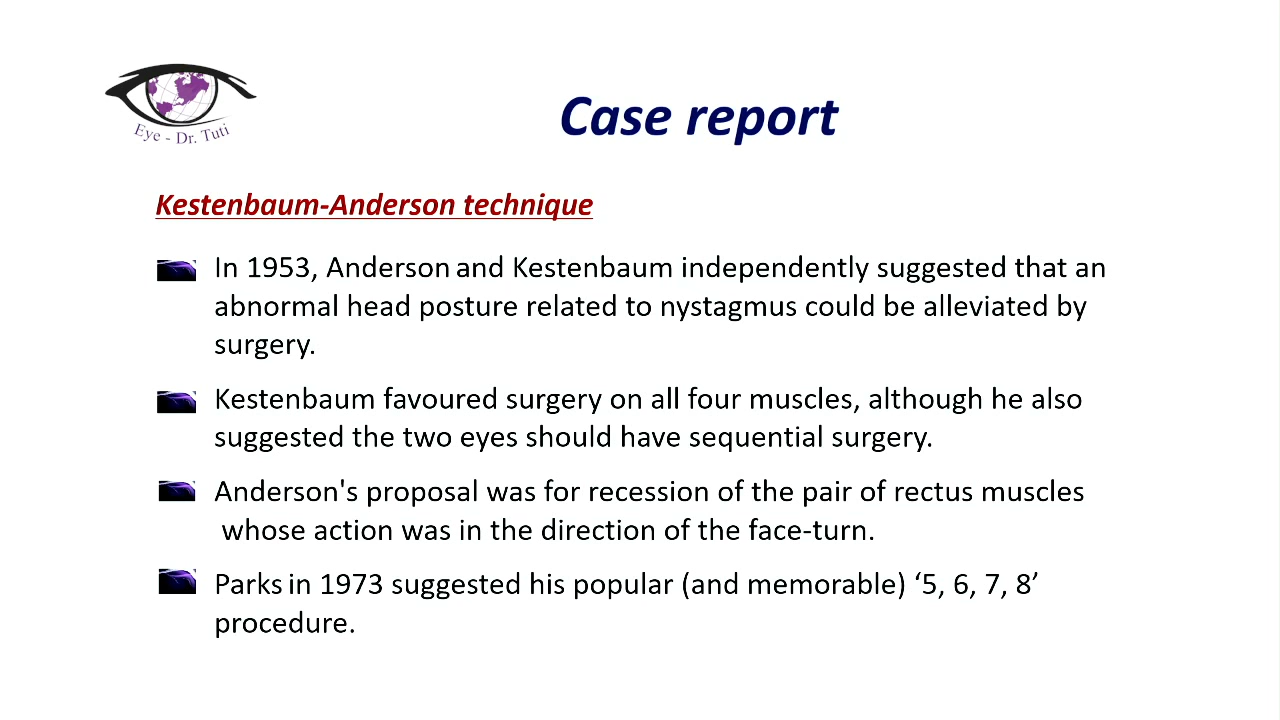 Eye - Dr. Tuti
Case report
Kestenbaum-Anderson technique
In 1953, Anderson and Kestenbaum independently suggested that an
abnormal head posture related to nystagmus could be alleviated by
surgery.
Kestenbaum favoured surgery on all four muscles, although he also
suggested the two eyes should have sequential surgery.
Anderson's proposal was for recession of the pair of rectus muscles
whose action was in the direction of the face-turn.
Parks in 1973 suggested his popular (and memorable) ‘5, 6, 7, 8’
procedure.